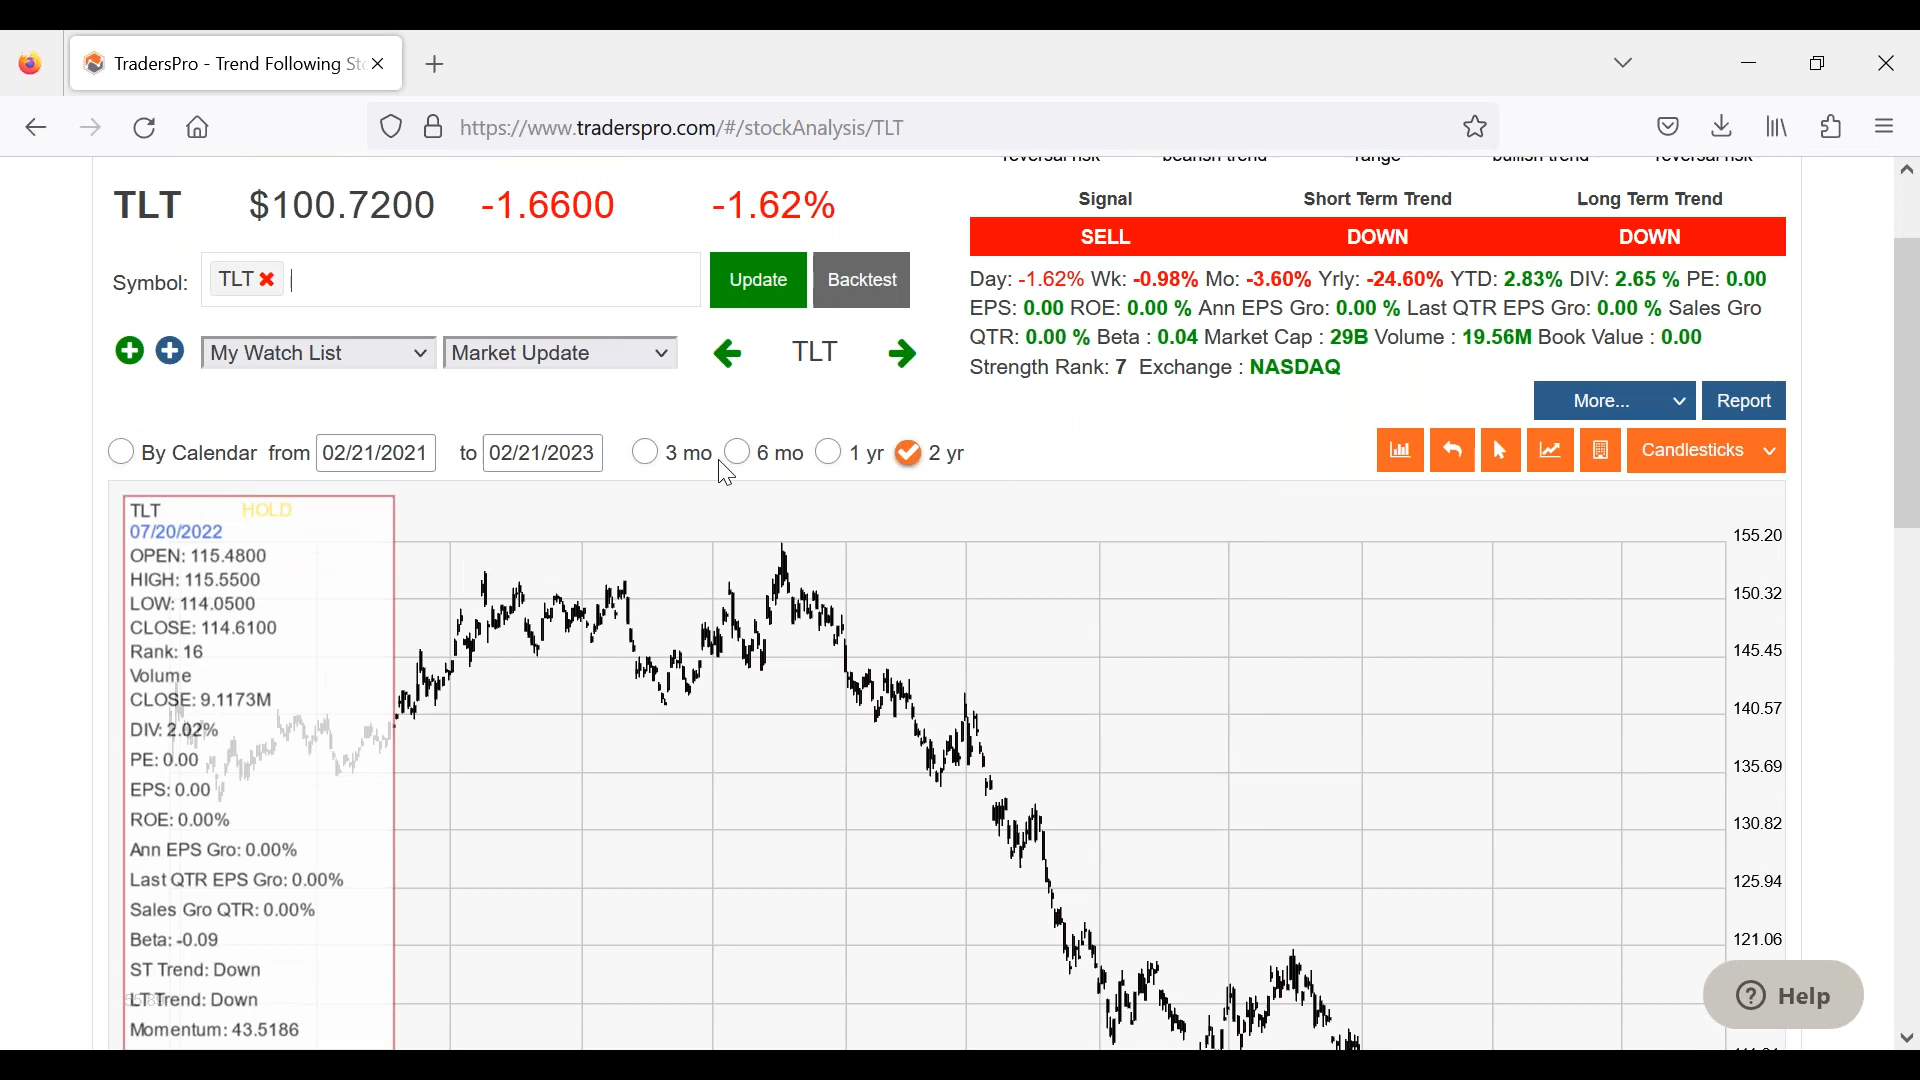 TradersPro - Trend Following Sto
https://www.traderspro.com/#/stockAnalysis/TLT
reversal risk bearish trend range bullish trend reversal risk
TLT $100.7200 -1.6600 -1.62%
Signal Short Term Trend Long Term Trend
SELL DOWN DOWN
Symbol: TLT Update Backtest
Day: -1.62% Wk: -0.98% Mo: -3.60% Yrly: -24.60% YTD: 2.83% DIV: 2.65 % PE: 0.00
EPS: 0.00 ROE: 0.00 % Ann EPS Gro: 0.00 % Last QTR EPS Gro: 0.00 % Sales Gro
QTR: 0.00 % Beta : 0.04 Market Cap : 29B Volume : 19.56M Book Value : 0.00
Strength Rank: 7 Exchange : NASDAQ
My Watch List Market Update TLT
More... Report
By Calendar from 02/21/2021 to 02/21/2023 3 mo 6 mo 1 yr 2 yr
Candlesticks
TLT HOLD
07/20/2022
OPEN: 115.4800
HIGH: 115.5500
LOW: 114.0500
CLOSE: 114.6100
Rank: 16
Volume
CLOSE: 9.1173M
DIV: 2.02%
PE: 0.00
EPS: 0.00
ROE: 0.00%
Ann EPS Gro: 0.00%
Last QTR EPS Gro: 0.00%
Sales Gro QTR: 0.00%
Beta: -0.09
ST Trend: Down
LT Trend: Down
Momentum: 43.5186
155.20
150.32
145.45
140.57
135.69
130.82
125.94
121.06
Help